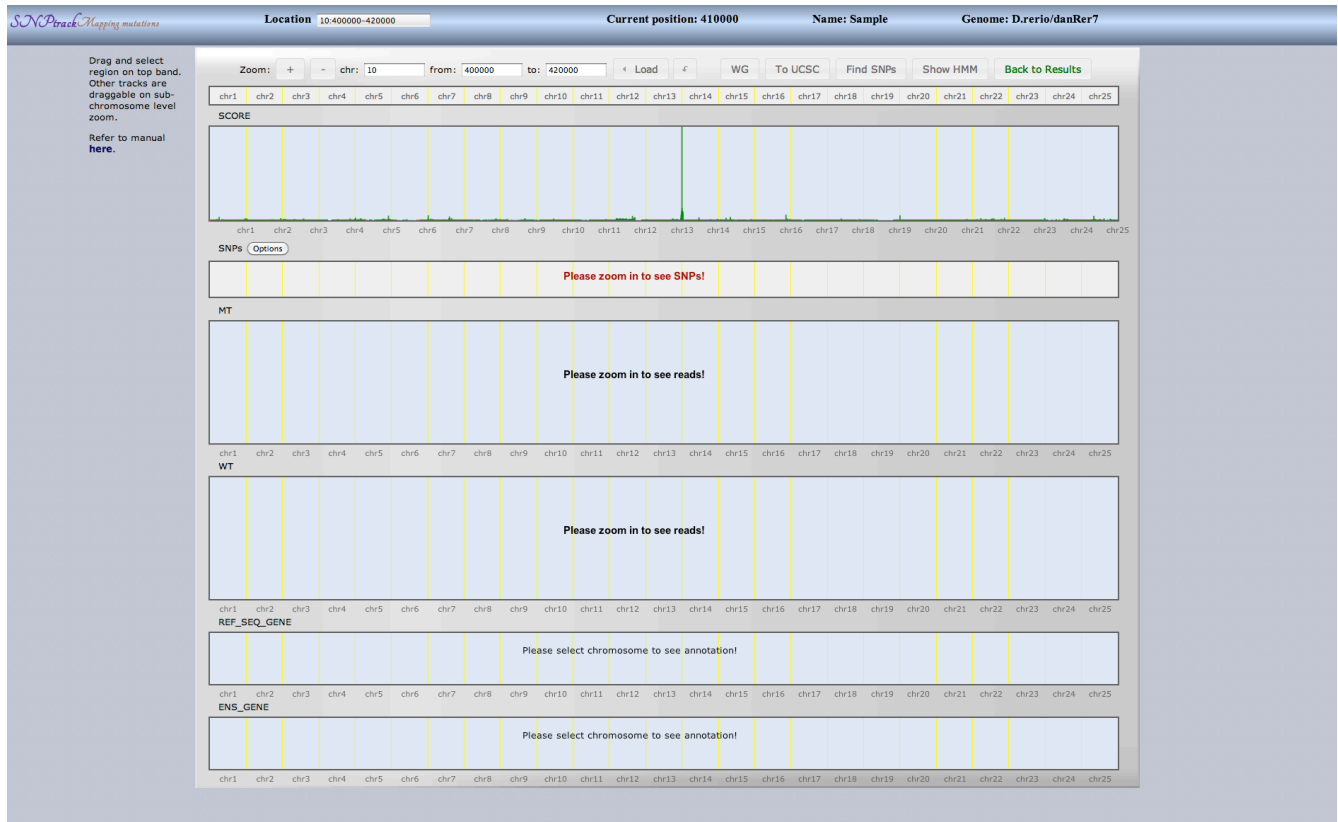 SNPtrack Mapping mutations Location 10:400000-420000 Current position: 410000 Name: Sample Genome: D.rerio/danRer7
Drag and select
region on top band.
Other tracks are
draggable on sub-
chromosome level
zoom.
Refer to manual
here.
Zoom: + - chr: 10 from: 400000 to: 420000 Load WG To UCSC Find SNPs Show HMM Back to Results
chr1 chr2 chr3 chr4 chr5 chr6 chr7 chr8 chr9 chr10 chr11 chr12 chr13 chr14 chr15 chr16 chr17 chr18 chr19 chr20 chr21 chr22 chr23 chr24 chr25
SCORE
chr1 chr2 chr3 chr4 chr5 chr6 chr7 chr8 chr9 chr10 chr11 chr12 chr13 chr14 chr15 chr16 chr17 chr18 chr19 chr20 chr21 chr22 chr23 chr24 chr25
SNPs Options
Please zoom in to see SNPs!
MT
Please zoom in to see reads!
chr1 chr2 chr3 chr4 chr5 chr6 chr7 chr8 chr9 chr10 chr11 chr12 chr13 chr14 chr15 chr16 chr17 chr18 chr19 chr20 chr21 chr22 chr23 chr24 chr25
WT
Please zoom in to see reads!
chr1 chr2 chr3 chr4 chr5 chr6 chr7 chr8 chr9 chr10 chr11 chr12 chr13 chr14 chr15 chr16 chr17 chr18 chr19 chr20 chr21 chr22 chr23 chr24 chr25
REF_SEQ_GENE
Please select chromosome to see annotation!
chr1 chr2 chr3 chr4 chr5 chr6 chr7 chr8 chr9 chr10 chr11 chr12 chr13 chr14 chr15 chr16 chr17 chr18 chr19 chr20 chr21 chr22 chr23 chr24 chr25
ENS_GENE
Please select chromosome to see annotation!
chr1 chr2 chr3 chr4 chr5 chr6 chr7 chr8 chr9 chr10 chr11 chr12 chr13 chr14 chr15 chr16 chr17 chr18 chr19 chr20 chr21 chr22 chr23 chr24 chr25